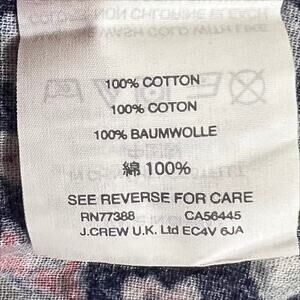 100% COTTON
100% COTON
100% BAUMWOLLE
綿 100%
SEE REVERSE FOR CARE
RN77388 CA56445
J.CREW U.K. Ltd EC4V 6JA